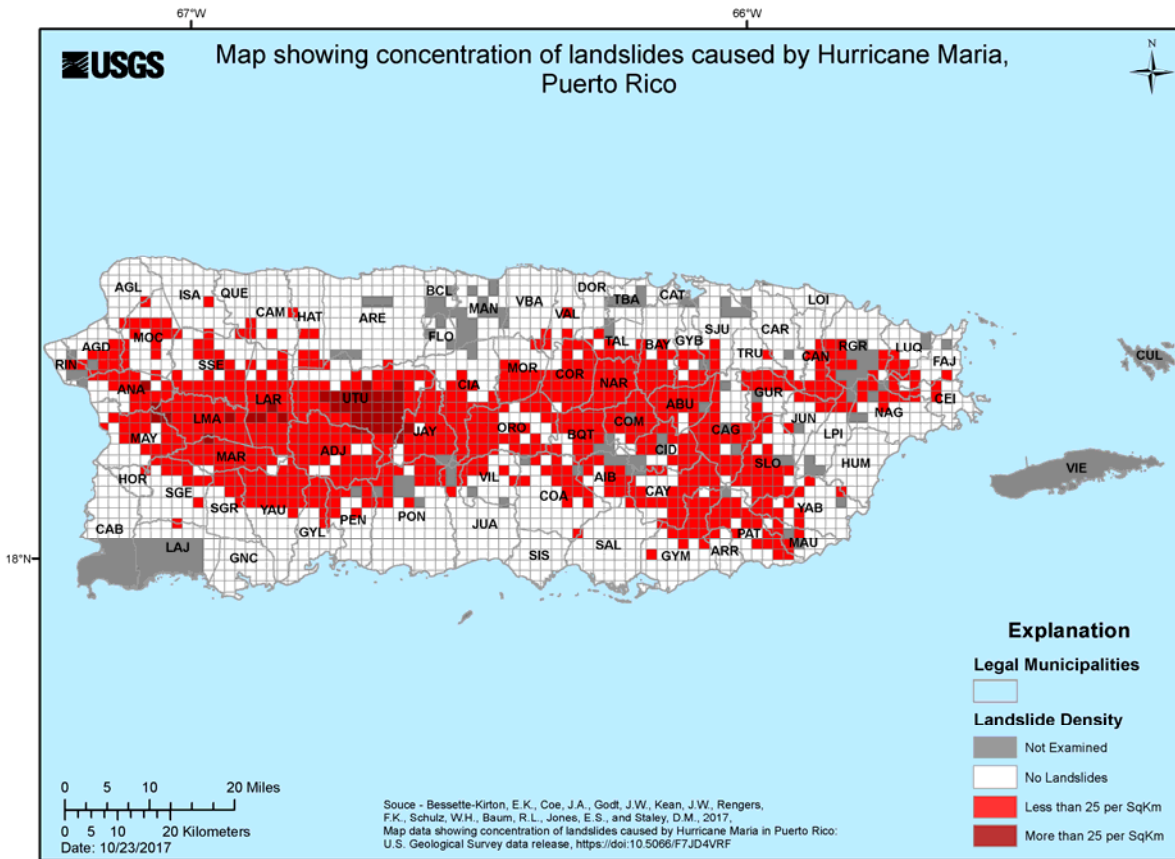 67°W 66°W
USGS
Map showing concentration of landslides caused by Hurricane Maria,
Puerto Rico
N
AGL ISA QUE CAM HAT ARE BCL MAN VBA DOR TBA CAT LOI
MOC FLO VAL SJU CAR
AGD RIN SSE TAL BAY GYB TRU CAN RGR LUQ FAJ CUL
ANA LAR UTU CIA MOR COR NAR ABU GUR CEI
LMA JAY ORO COM CAG JUN NAG
MAY MAR ADJ BQT CID LPI
HOR SGE VIL AIB SLO HUM VIE
SGR YAU PEN PON COA CAY YAB
CAB GYL JUA PAT
18°N
LAJ GNC SIS SAL GYM ARR MAU
Explanation
Legal Municipalities
Landslide Density
Not Examined
No Landslides
Less than 25 per SqKm
More than 25 per SqKm
0 5 10 20 Miles
0 5 10 20 Kilometers
Date: 10/23/2017
Souce - Bessette-Kirton, E.K., Coe, J.A., Godt, J.W., Kean, J.W., Rengers,
F.K., Schulz, W.H., Baum, R.L., Jones, E.S., and Staley, D.M., 2017,
Map data showing concentration of landslides caused by Hurricane Maria in Puerto Rico:
U.S. Geological Survey data release, https://doi:10.5066/F7JD4VRF